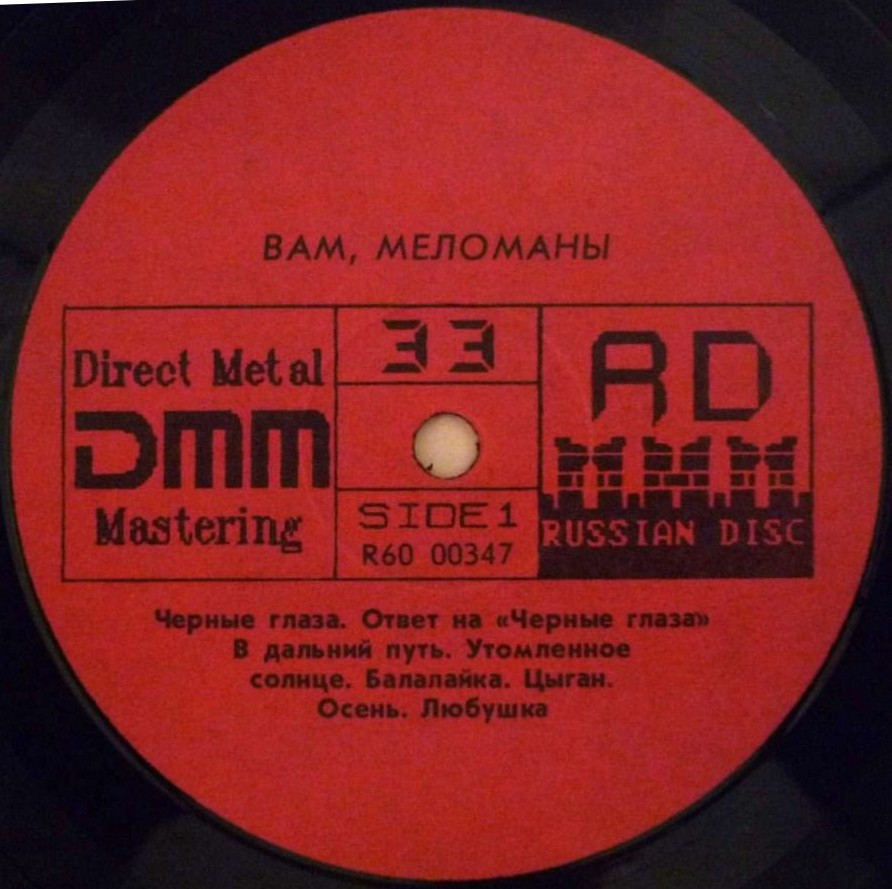 ВАМ, МЕЛОМАНЫ
Direct Metal
DMM
Mastering
33
SIDE 1
R60 00347
RD
RUSSIAN DISC
Черные глаза. Ответ на «Черные глаза»
В дальний путь. Утомленное
солнце. Балалайка. Цыган.
Осень. Любушка